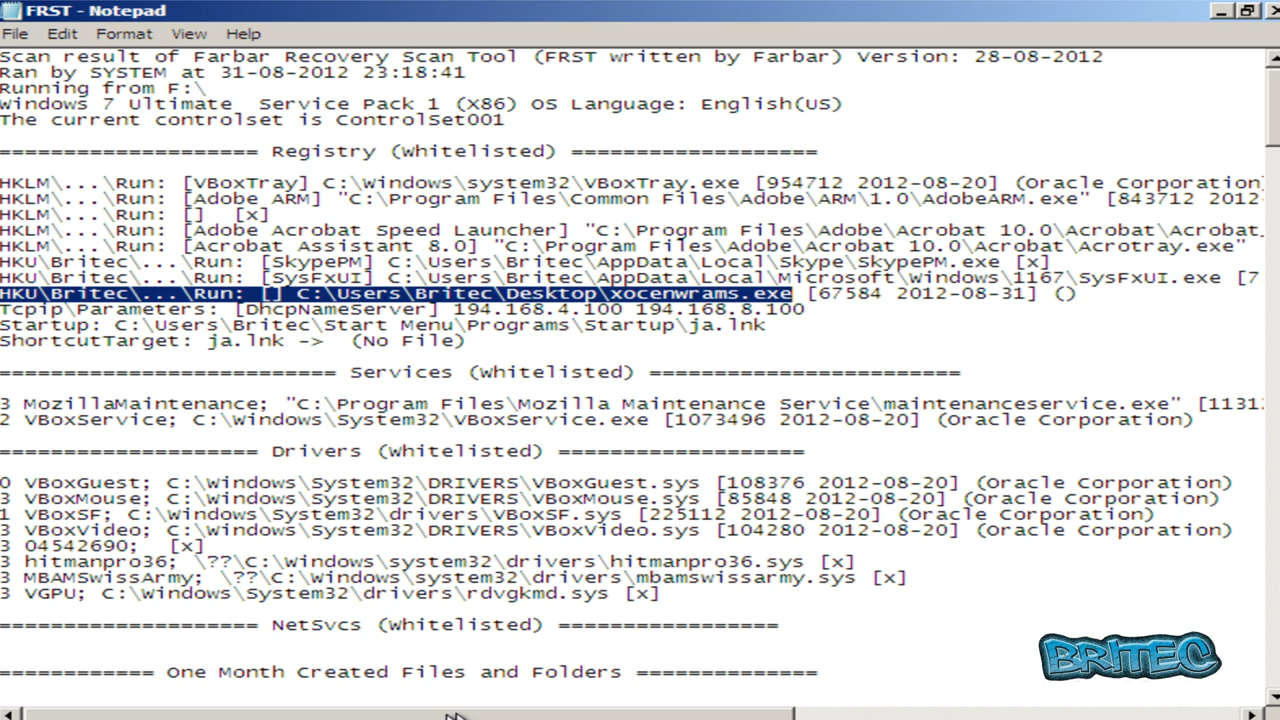 FRST - Notepad
File Edit Format View Help
Scan result of Farbar Recovery Scan Tool (FRST written by Farbar) Version: 28-08-2012
Ran by SYSTEM at 31-08-2012 23:18:41
Running from F:\
Windows 7 Ultimate  Service Pack 1 (X86) OS Language: English(US)
The current controlset is ControlSet001
==================== Registry (Whitelisted) ===================
HKLM\...\Run: [VBoxTray] C:\Windows\system32\VBoxTray.exe [954712 2012-08-20] (Oracle Corporation)
HKLM\...\Run: [Adobe ARM] "C:\Program Files\Common Files\Adobe\ARM\1.0\AdobeARM.exe" [843712 2012-
HKLM\...\Run: []  [x]
HKLM\...\Run: [Adobe Acrobat Speed Launcher] "C:\Program Files\Adobe\Acrobat 10.0\Acrobat\Acrobat_
HKLM\...\Run: [Acrobat Assistant 8.0] "C:\Program Files\Adobe\Acrobat 10.0\Acrobat\Acrotray.exe"
HKU\Britec\...\Run: [SkypePM] C:\Users\Britec\AppData\Local\Skype\SkypePM.exe [x]
HKU\Britec\...\Run: [SysFxUI] C:\Users\Britec\AppData\Local\Microsoft\Windows\1167\SysFxUI.exe [7
HKU\Britec\...\Run: [] C:\Users\Britec\Desktop\xocenwrams.exe [67584 2012-08-31] ()
Tcpip\Parameters: [DhcpNameServer] 194.168.4.100 194.168.8.100
Startup: C:\Users\Britec\Start Menu\Programs\Startup\ja.lnk
ShortcutTarget: ja.lnk -> (No File)
========================== Services (Whitelisted) ========================
3 MozillaMaintenance; "C:\Program Files\Mozilla Maintenance Service\maintenanceservice.exe" [1131
2 VBoxService; C:\Windows\System32\VBoxService.exe [1073496 2012-08-20] (Oracle Corporation)
==================== Drivers (Whitelisted) ===================
0 VBoxGuest; C:\Windows\System32\DRIVERS\VBoxGuest.sys [108376 2012-08-20] (Oracle Corporation)
3 VBoxMouse; C:\Windows\System32\DRIVERS\VBoxMouse.sys [85848 2012-08-20] (Oracle Corporation)
1 VBoxSF; C:\Windows\System32\drivers\VBoxSF.sys [225112 2012-08-20] (Oracle Corporation)
3 VBoxVideo; C:\Windows\System32\DRIVERS\VBoxVideo.sys [104280 2012-08-20] (Oracle Corporation)
3 04542690;  [x]
3 hitmanpro36; \??\C:\Windows\system32\drivers\hitmanpro36.sys [x]
3 MBAMSwissArmy; \??\C:\Windows\system32\drivers\mbamswissarmy.sys [x]
3 VGPU; C:\Windows\System32\drivers\rdvgkmd.sys [x]
==================== NetSvcs (Whitelisted) =================
============ One Month Created Files and Folders ==============
BRITEC